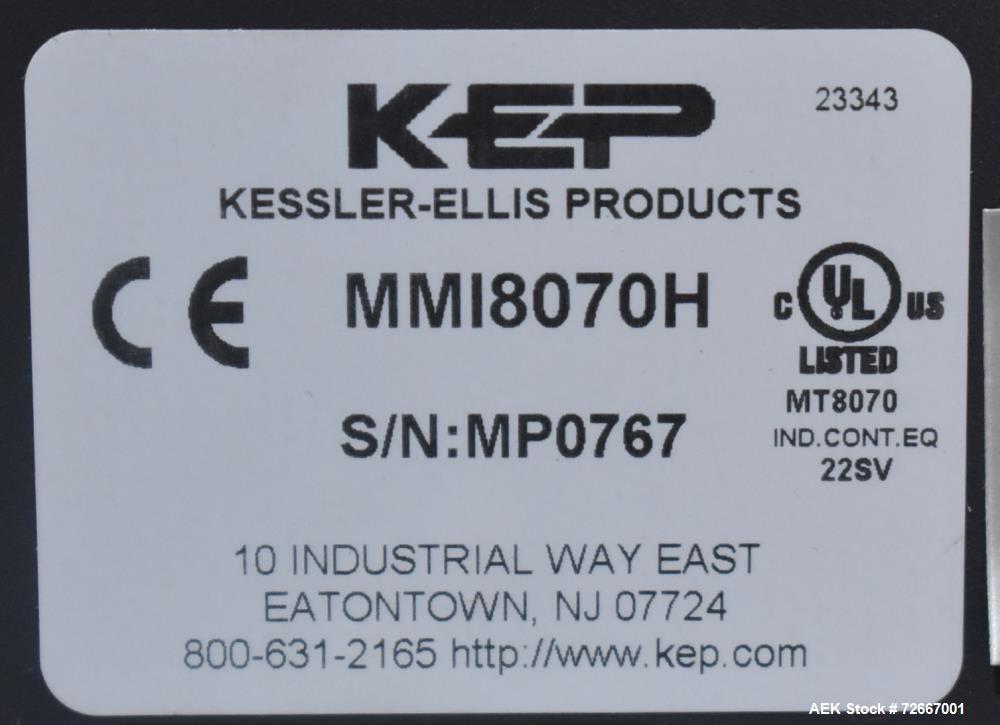 KEP
23343
KESSLER-ELLIS PRODUCTS
CE
MMI8070H
C UL US
LISTED
MT8070
IND.CONT.EQ
22SV
S/N:MP0767
10 INDUSTRIAL WAY EAST
EATONTOWN, NJ 07724
800-631-2165 http://www.kep.com
AEK Stock # 72667001